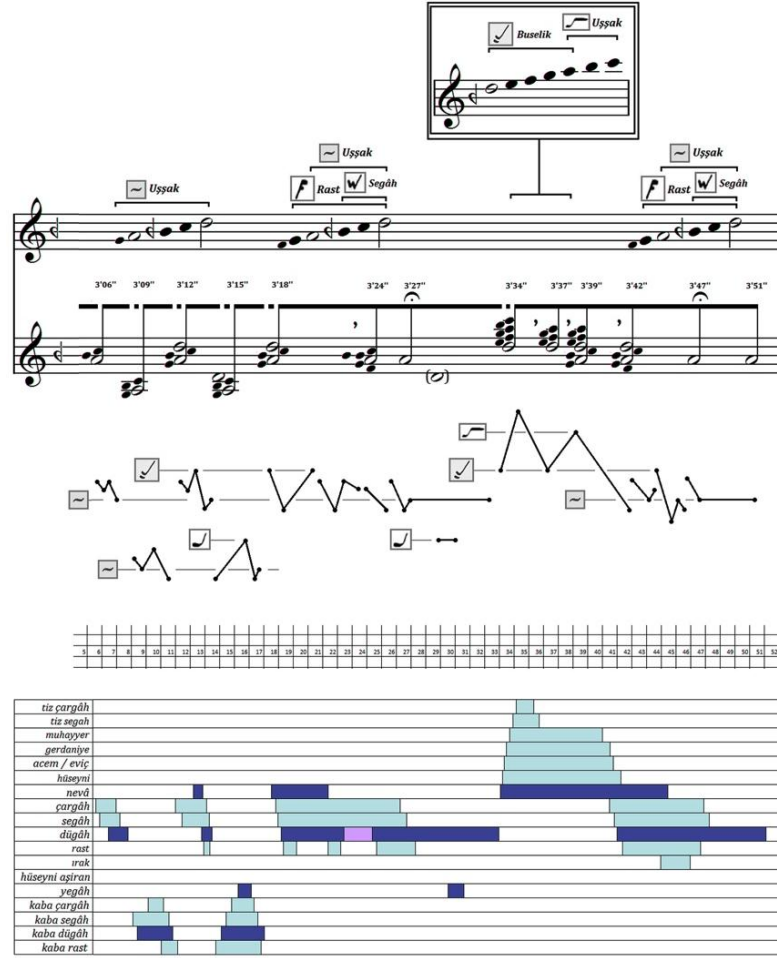 Buselik Uşşak
Uşşak Uşşak
Uşşak Rast Segâh Rast Segâh
3'06'' 3'09'' 3'12'' 3'15'' 3'18'' 3'24'' 3'27'' 3'34'' 3'37'' 3'39'' 3'42'' 3'47'' 3'51''
5 6 7 8 9 10 11 12 13 14 15 16 17 18 19 20 21 22 23 24 25 26 27 28 29 30 31 32 33 34 35 36 37 38 39 40 41 42 43 44 45 46 47 48 49 50 51 52
tiz çargâh
tiz segah
muhayyer
gerdaniye
acem / eviç
hüseyni
nevâ
çargâh
segâh
dügâh
rast
ırak
hüseyni aşiran
yegâh
kaba çargâh
kaba segâh
kaba dügâh
kaba rast